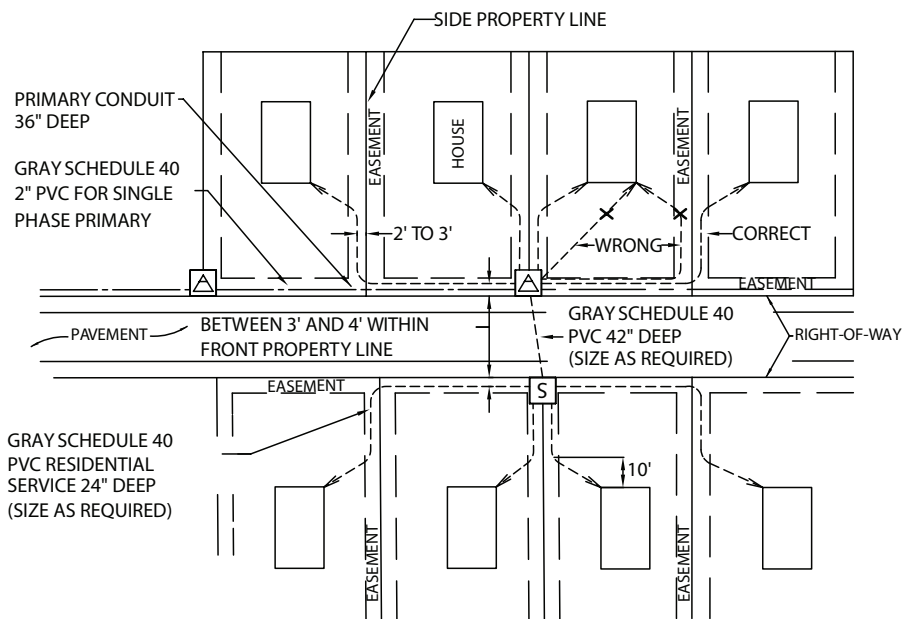 SIDE PROPERTY LINE
PRIMARY CONDUIT
36" DEEP
GRAY SCHEDULE 40
2" PVC FOR SINGLE
PHASE PRIMARY
EASEMENT
HOUSE
EASEMENT
2' TO 3'
WRONG
CORRECT
EASEMENT
PAVEMENT
BETWEEN 3' AND 4' WITHIN
FRONT PROPERTY LINE
GRAY SCHEDULE 40
PVC 42" DEEP
(SIZE AS REQUIRED)
RIGHT-OF-WAY
EASEMENT
S
GRAY SCHEDULE 40
PVC RESIDENTIAL
SERVICE 24" DEEP
(SIZE AS REQUIRED)
10'
EASEMENT
EASEMENT